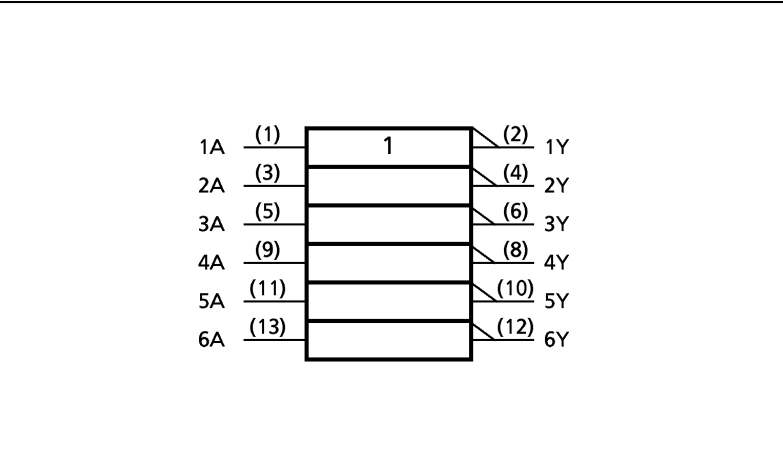 (1) (2)
1A 1 1Y
(3) (4)
2A 2Y
(5) (6)
3A 3Y
(9) (8)
4A 4Y
(11) (10)
5A 5Y
(13) (12)
6A 6Y